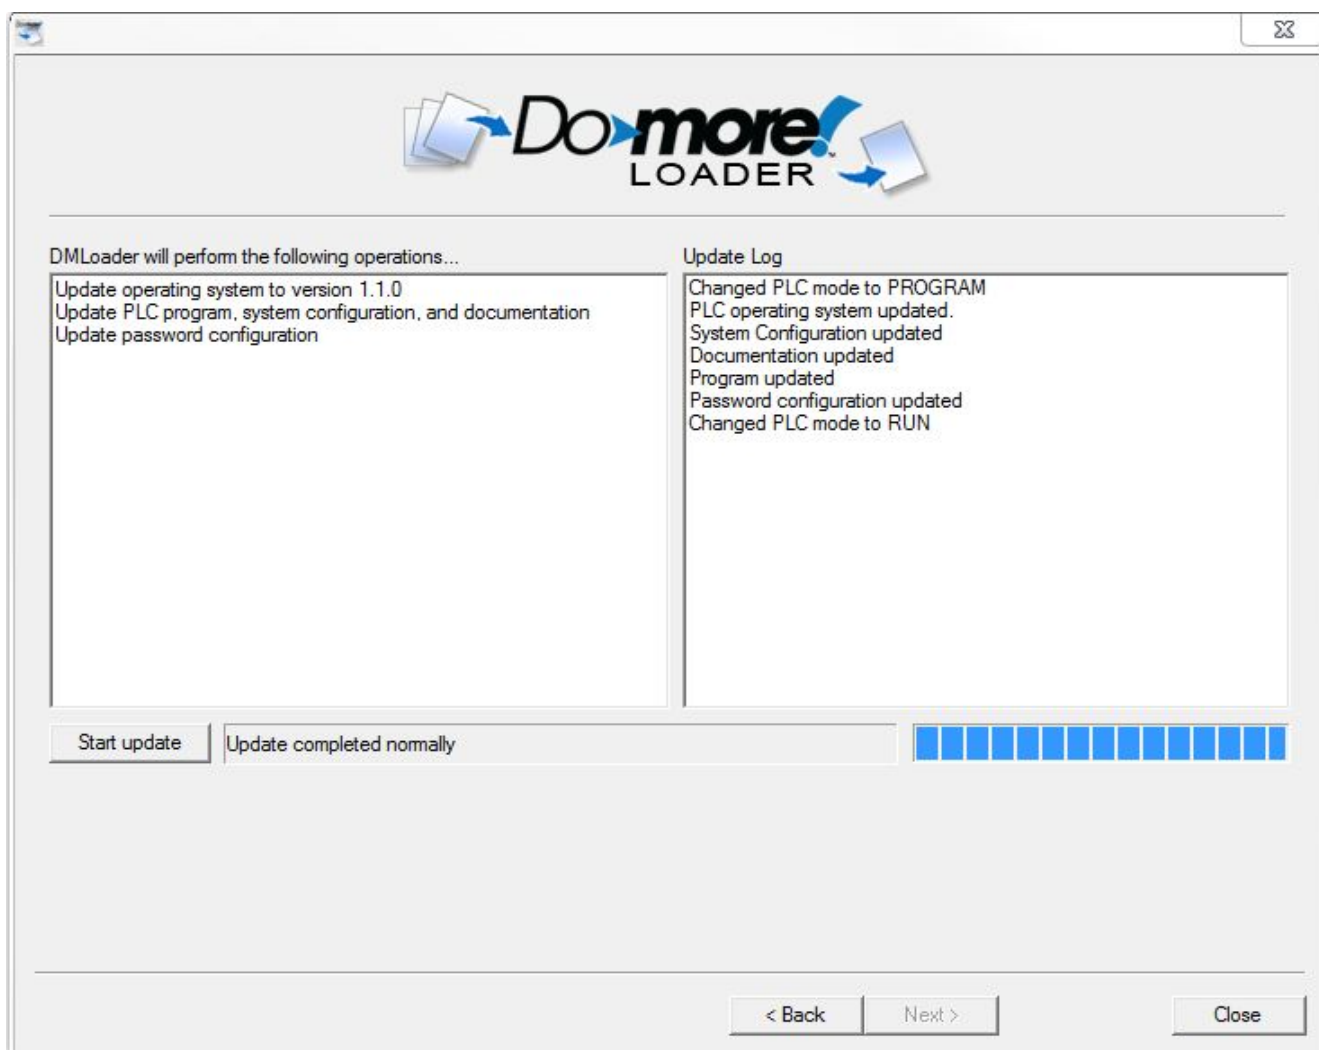 Do more!
LOADER
DMLoader will perform the following operations...
Update operating system to version 1.1.0
Update PLC program, system configuration, and documentation
Update password configuration
Update Log
Changed PLC mode to PROGRAM
PLC operating system updated.
System Configuration updated
Documentation updated
Program updated
Password configuration updated
Changed PLC mode to RUN
Start update
Update completed normally
< Back
Next >
Close